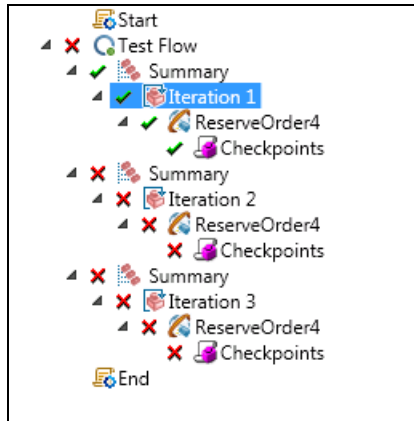 Start
Test Flow
Summary
Iteration 1
ReserveOrder4
Checkpoints
Summary
Iteration 2
ReserveOrder4
Checkpoints
Summary
Iteration 3
ReserveOrder4
Checkpoints
End